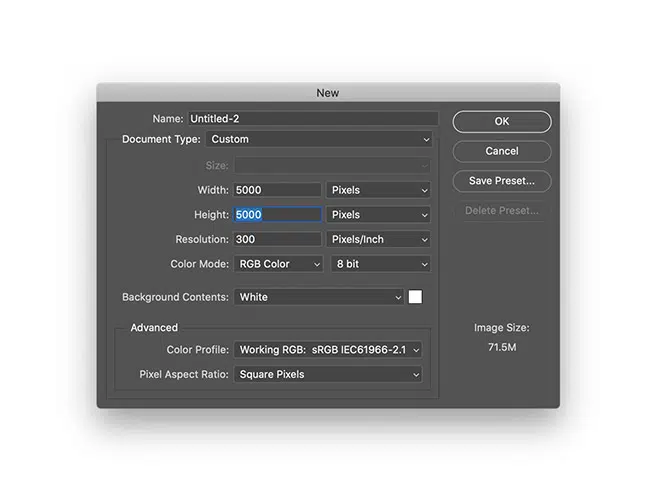 New
Name: Untitled-2
OK
Document Type: Custom
Cancel
Size:
Save Preset...
Width: 5000 Pixels
Height: 5000 Pixels
Delete Preset...
Resolution: 300 Pixels/Inch
Color Mode: RGB Color 8 bit
Background Contents: White
Advanced
Image Size:
Color Profile: Working RGB: sRGB IEC61966-2.1
71.5M
Pixel Aspect Ratio: Square Pixels